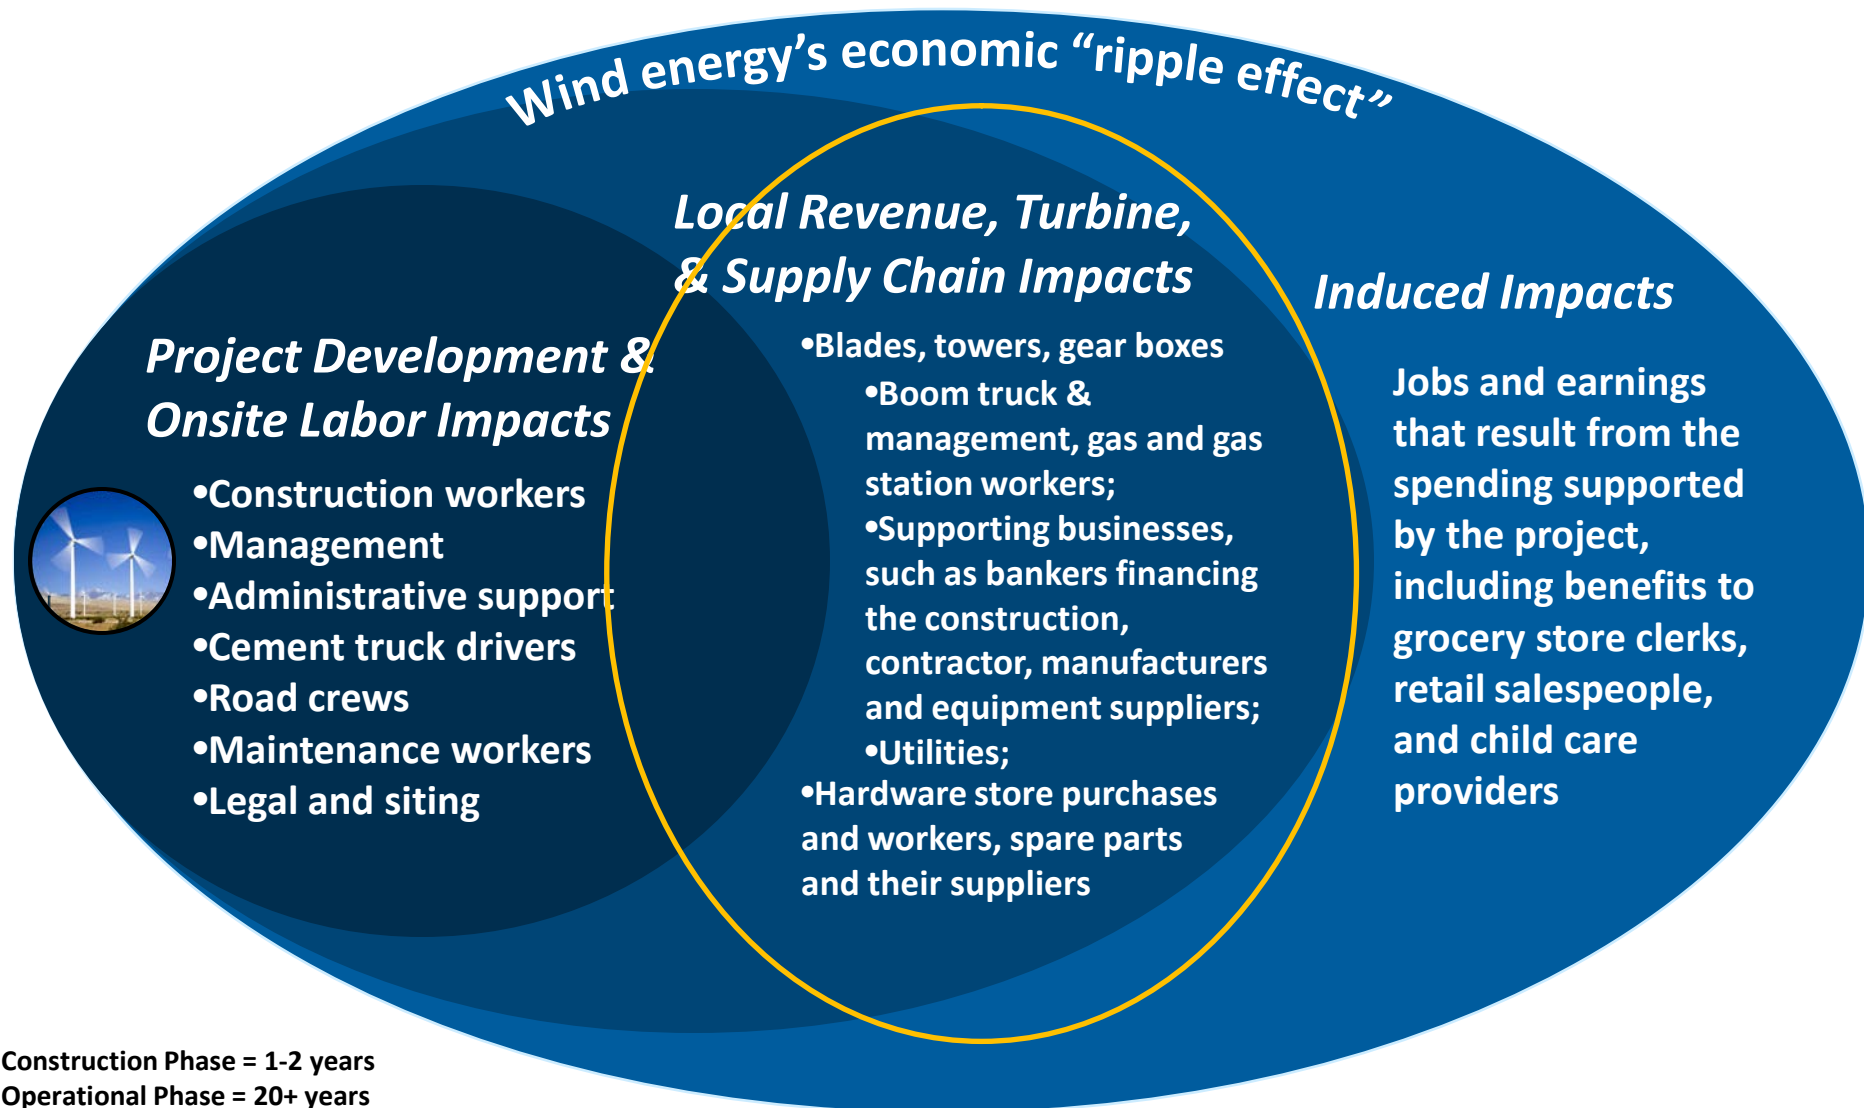 Wind energy’s economic “ripple effect”
Local Revenue, Turbine,
& Supply Chain Impacts
Induced Impacts
Project Development &
Onsite Labor Impacts
•Construction workers
•Management
•Administrative support
•Cement truck drivers
•Road crews
•Maintenance workers
•Legal and siting
•Blades, towers, gear boxes
•Boom truck &
management, gas and gas
station workers;
•Supporting businesses,
such as bankers financing
the construction,
contractor, manufacturers
and equipment suppliers;
•Utilities;
•Hardware store purchases
and workers, spare parts
and their suppliers
Jobs and earnings
that result from the
spending supported
by the project,
including benefits to
grocery store clerks,
retail salespeople,
and child care
providers
Construction Phase = 1-2 years
Operational Phase = 20+ years